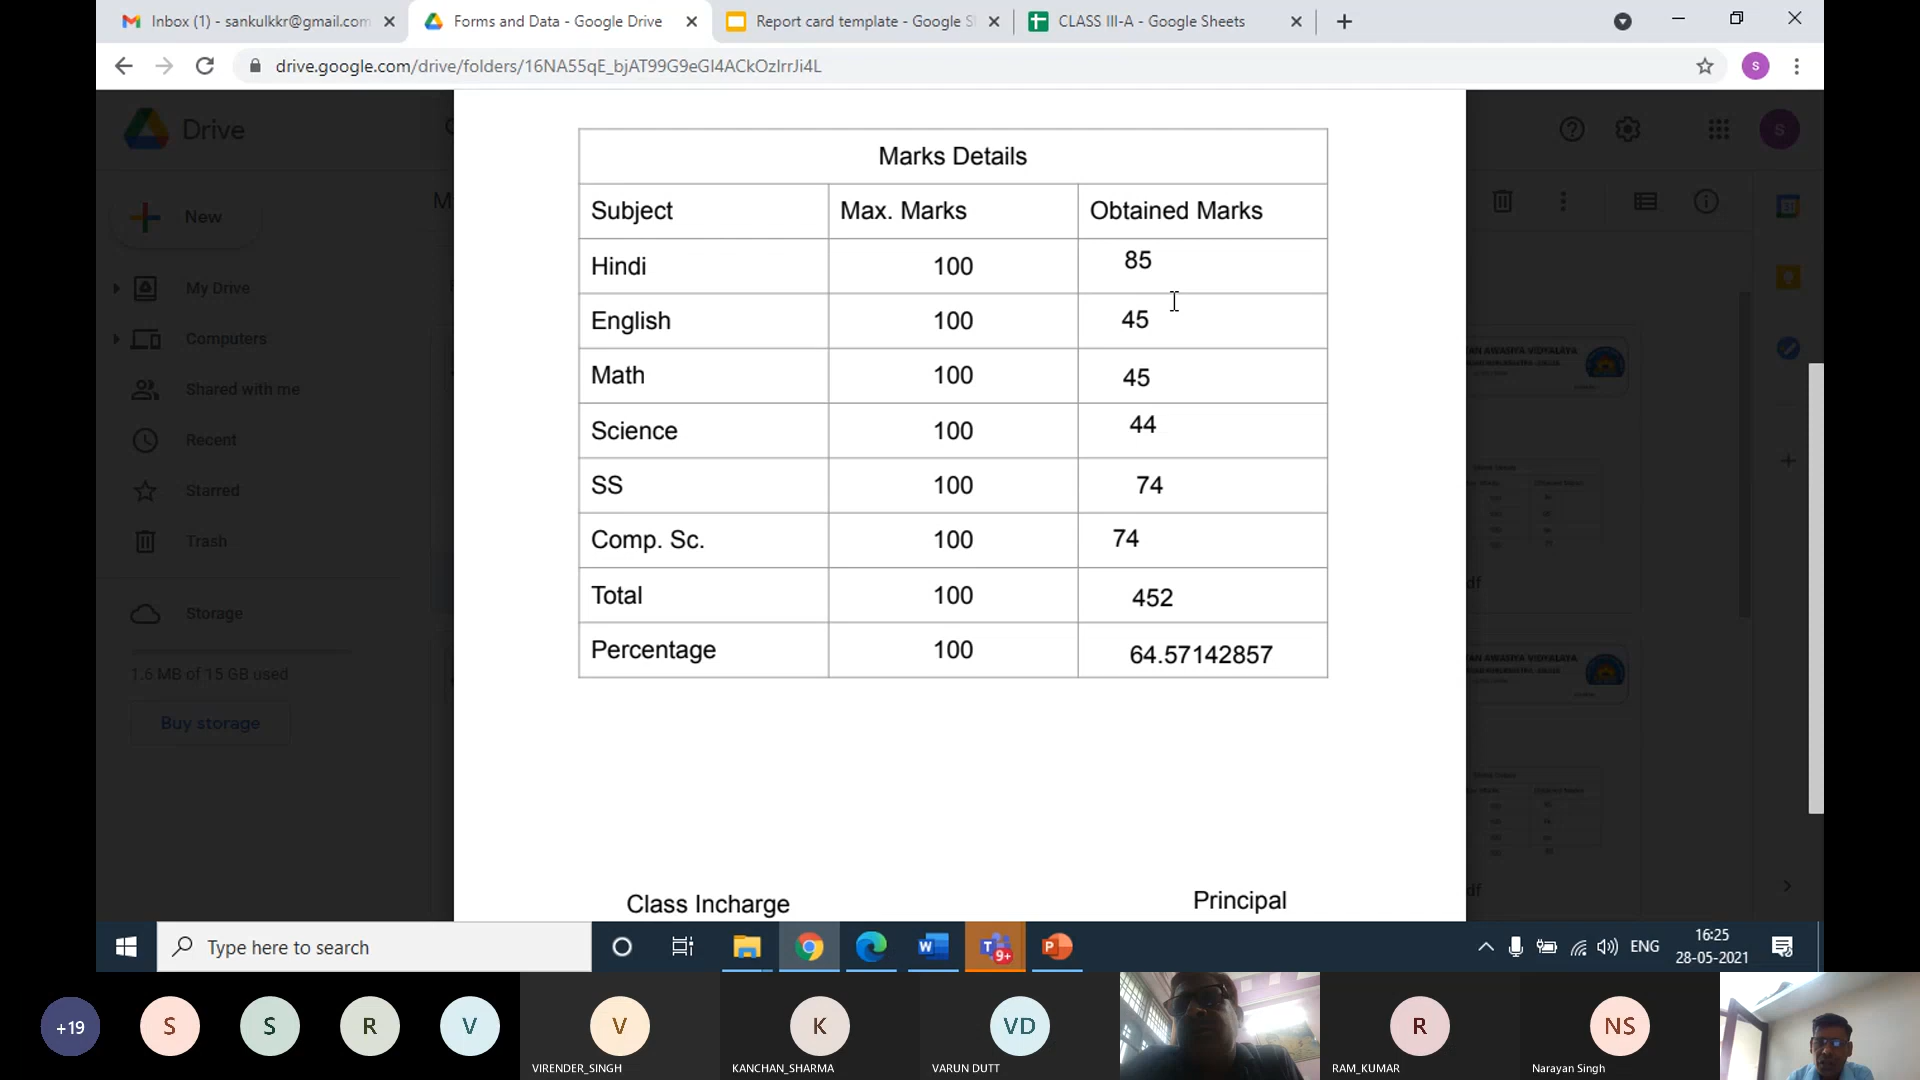 Inbox (1) - sankulkkr@gmail.com
Forms and Data - Google Drive
Report card template - Google S
CLASS III-A - Google Sheets
drive.google.com/drive/folders/16NA55qE_bjAT99G9eGI4ACkOzIrrJi4L
S
Drive
S
New
My Drive
Computers
Shared with me
Recent
Starred
Trash
Storage
1.6 MB of 15 GB used
Buy storage
Marks Details
Subject Max. Marks Obtained Marks
Hindi 100 85
English 100 45
Math 100 45
Science 100 44
SS 100 74
Comp. Sc. 100 74
Total 100 452
Percentage 100 64.57142857
Class Incharge Principal
df
df
Type here to search
9+
ENG
16:25
28-05-2021
+19
S
S
R
V
V
VIRENDER_SINGH
K
KANCHAN_SHARMA
VD
VARUN DUTT
R
RAM_KUMAR
NS
Narayan Singh